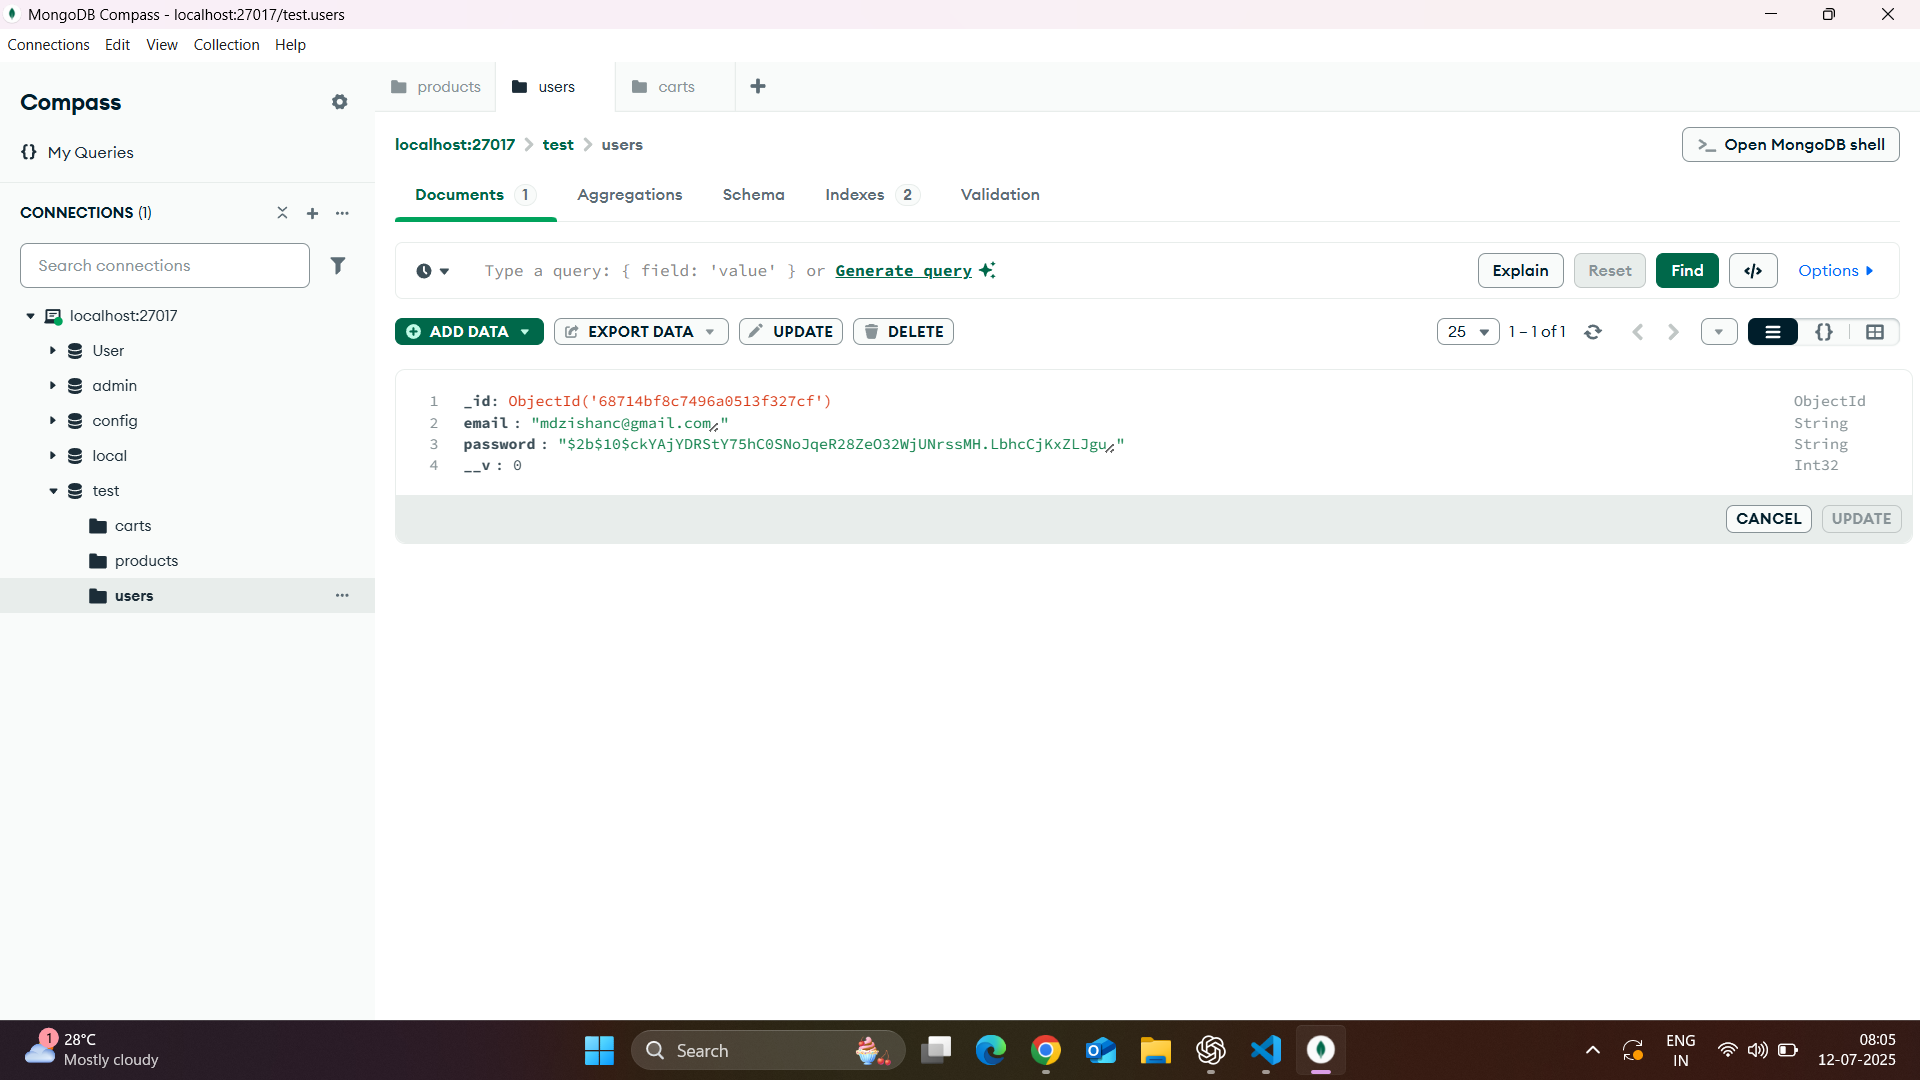 MongoDB Compass - localhost:27017/test.users
Connections Edit View Collection Help
Compass
My Queries
CONNECTIONS (1)
Search connections
localhost:27017
User
admin
config
local
test
carts
products
users
products users carts
localhost:27017 test users
Open MongoDB shell
Documents 1 Aggregations Schema Indexes 2 Validation
Type a query: { field: 'value' } or Generate query
Explain Reset Find </> Options
ADD DATA EXPORT DATA UPDATE DELETE
25 1 – 1 of 1 {}
1 _id: ObjectId('68714bf8c7496a0513f327cf') ObjectId
2 email : "mdzishanc@gmail.com" String
3 password : "$2b$10$ckYAjYDRStY75hC0SNoJqeR28ZeO32WjUNrssMH.LbhcCjKxZLJgu" String
4 __v : 0 Int32
CANCEL UPDATE
1
28°C
Mostly cloudy
Search
ENG
IN
08:05
12-07-2025